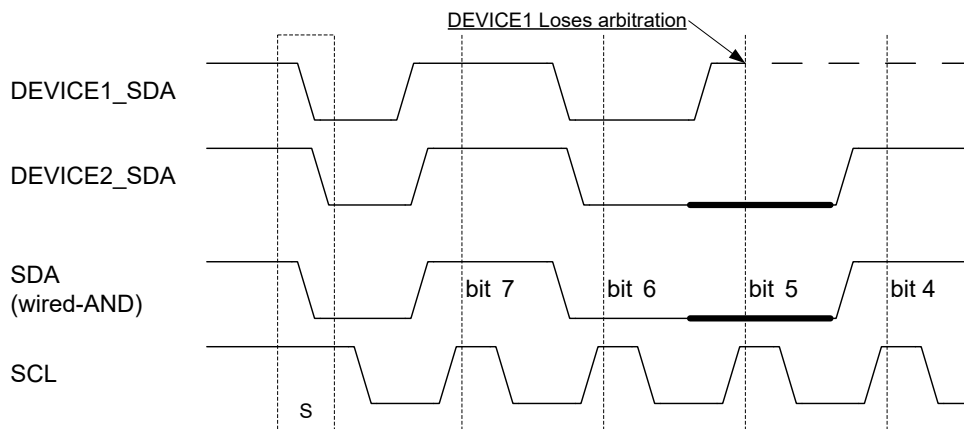 DEVICE1 Loses arbitration
DEVICE1_SDA
DEVICE2_SDA
SDA
(wired-AND)
bit 7 bit 6 bit 5 bit 4
SCL
S